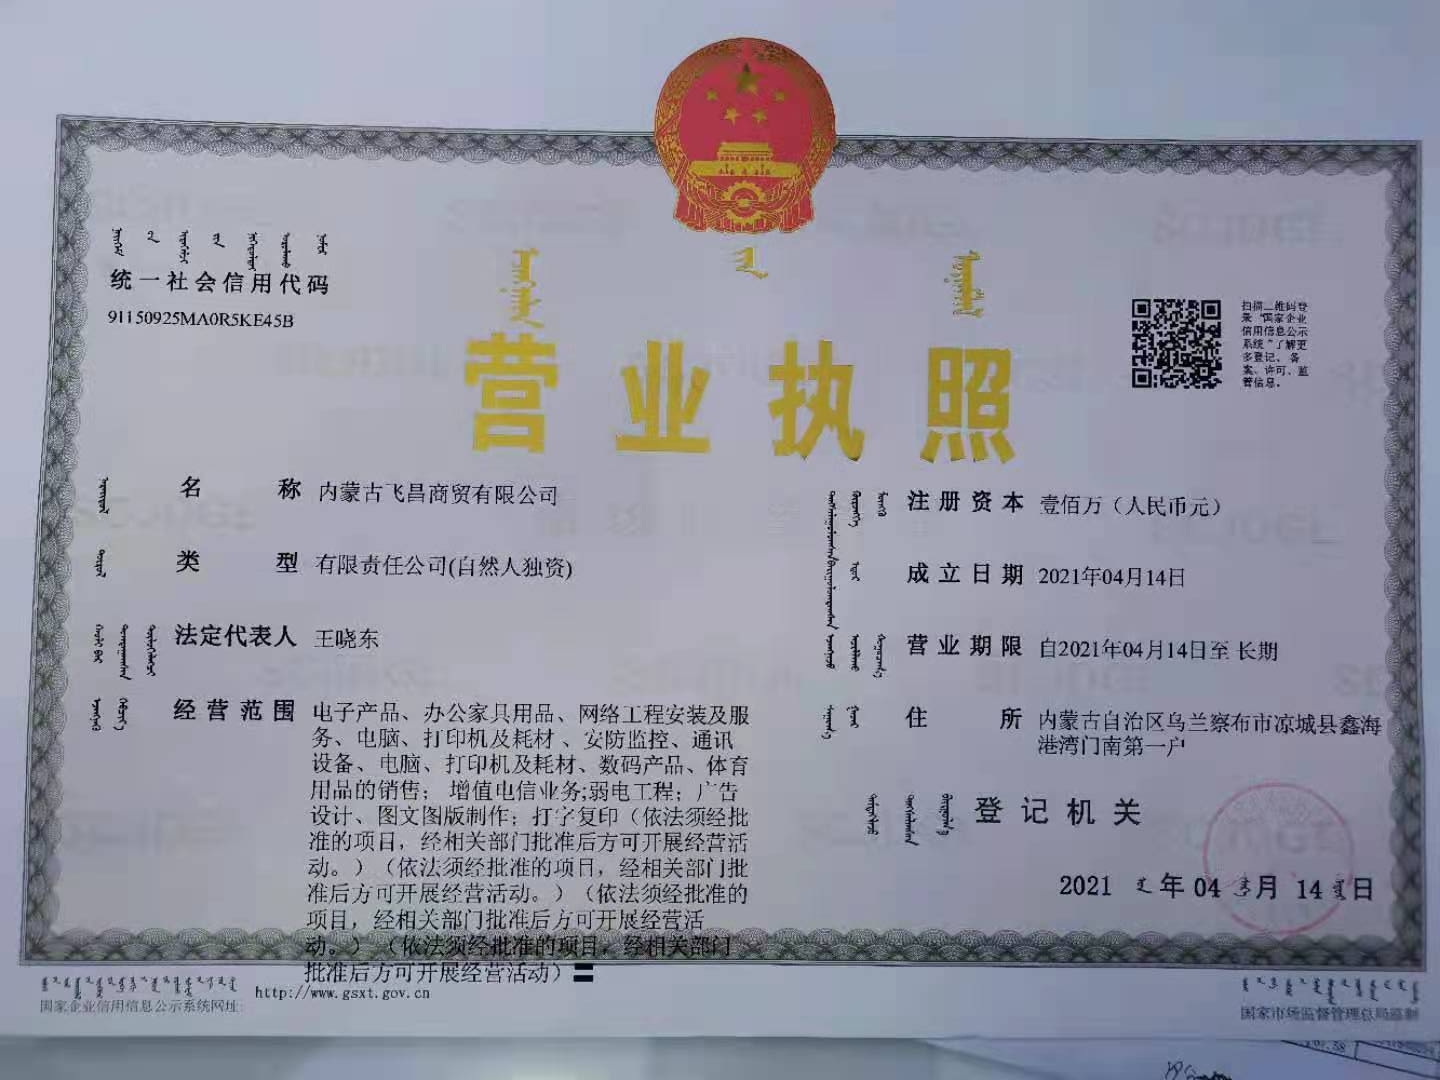 统一社会信用代码
91150925MA0R5KE45B
营业执照
扫描二维码登
录“国家企业
信用信息公示
系统”了解更
多登记、备
案、许可、监
管信息。
名称 内蒙古飞昌商贸有限公司
类型 有限责任公司(自然人独资)
法定代表人 王晓东
经营范围 电子产品、办公家具用品、网络工程安装及服
务、电脑、打印机及耗材 、安防监控、通讯
设备、电脑、打印机及耗材、数码产品、体育
用品的销售； 增值电信业务;弱电工程；广告
设计、图文图版制作；打字复印（依法须经批
准的项目，经相关部门批准后方可开展经营活
动。）（依法须经批准的项目，经相关部门批
准后方可开展经营活动。）（依法须经批准的
项目，经相关部门批准后方可开展经营活
动。）（依法须经批准的项目，经相关部门
批准后方可开展经营活动）
注册资本 壹佰万（人民币元）
成立日期 2021年04月14日
营业期限 自2021年04月14日至 长期
住所 内蒙古自治区乌兰察布市凉城县鑫海
港湾门南第一户
登记机关
2021 年 04 月 14 日
国家企业信用信息公示系统网址: http://www.gsxt.gov.cn
国家市场监督管理总局监制